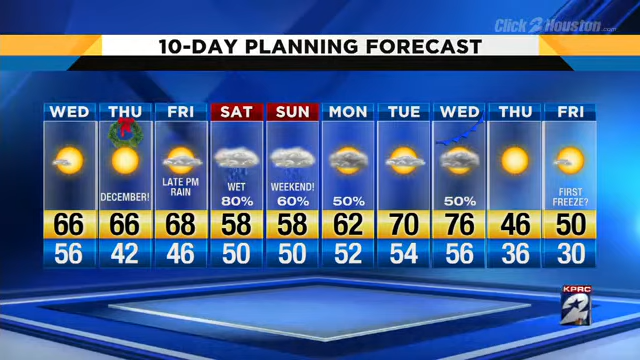 Click2Houston.com
10-DAY PLANNING FORECAST
WED THU FRI SAT SUN MON TUE WED THU FRI
DECEMBER!
LATE PM
RAIN
WET
80%
WEEKEND!
60%
50%
50%
FIRST
FREEZE?
66 66 68 58 58 62 70 76 46 50
56 42 46 50 50 52 54 56 36 30
KPRC
2